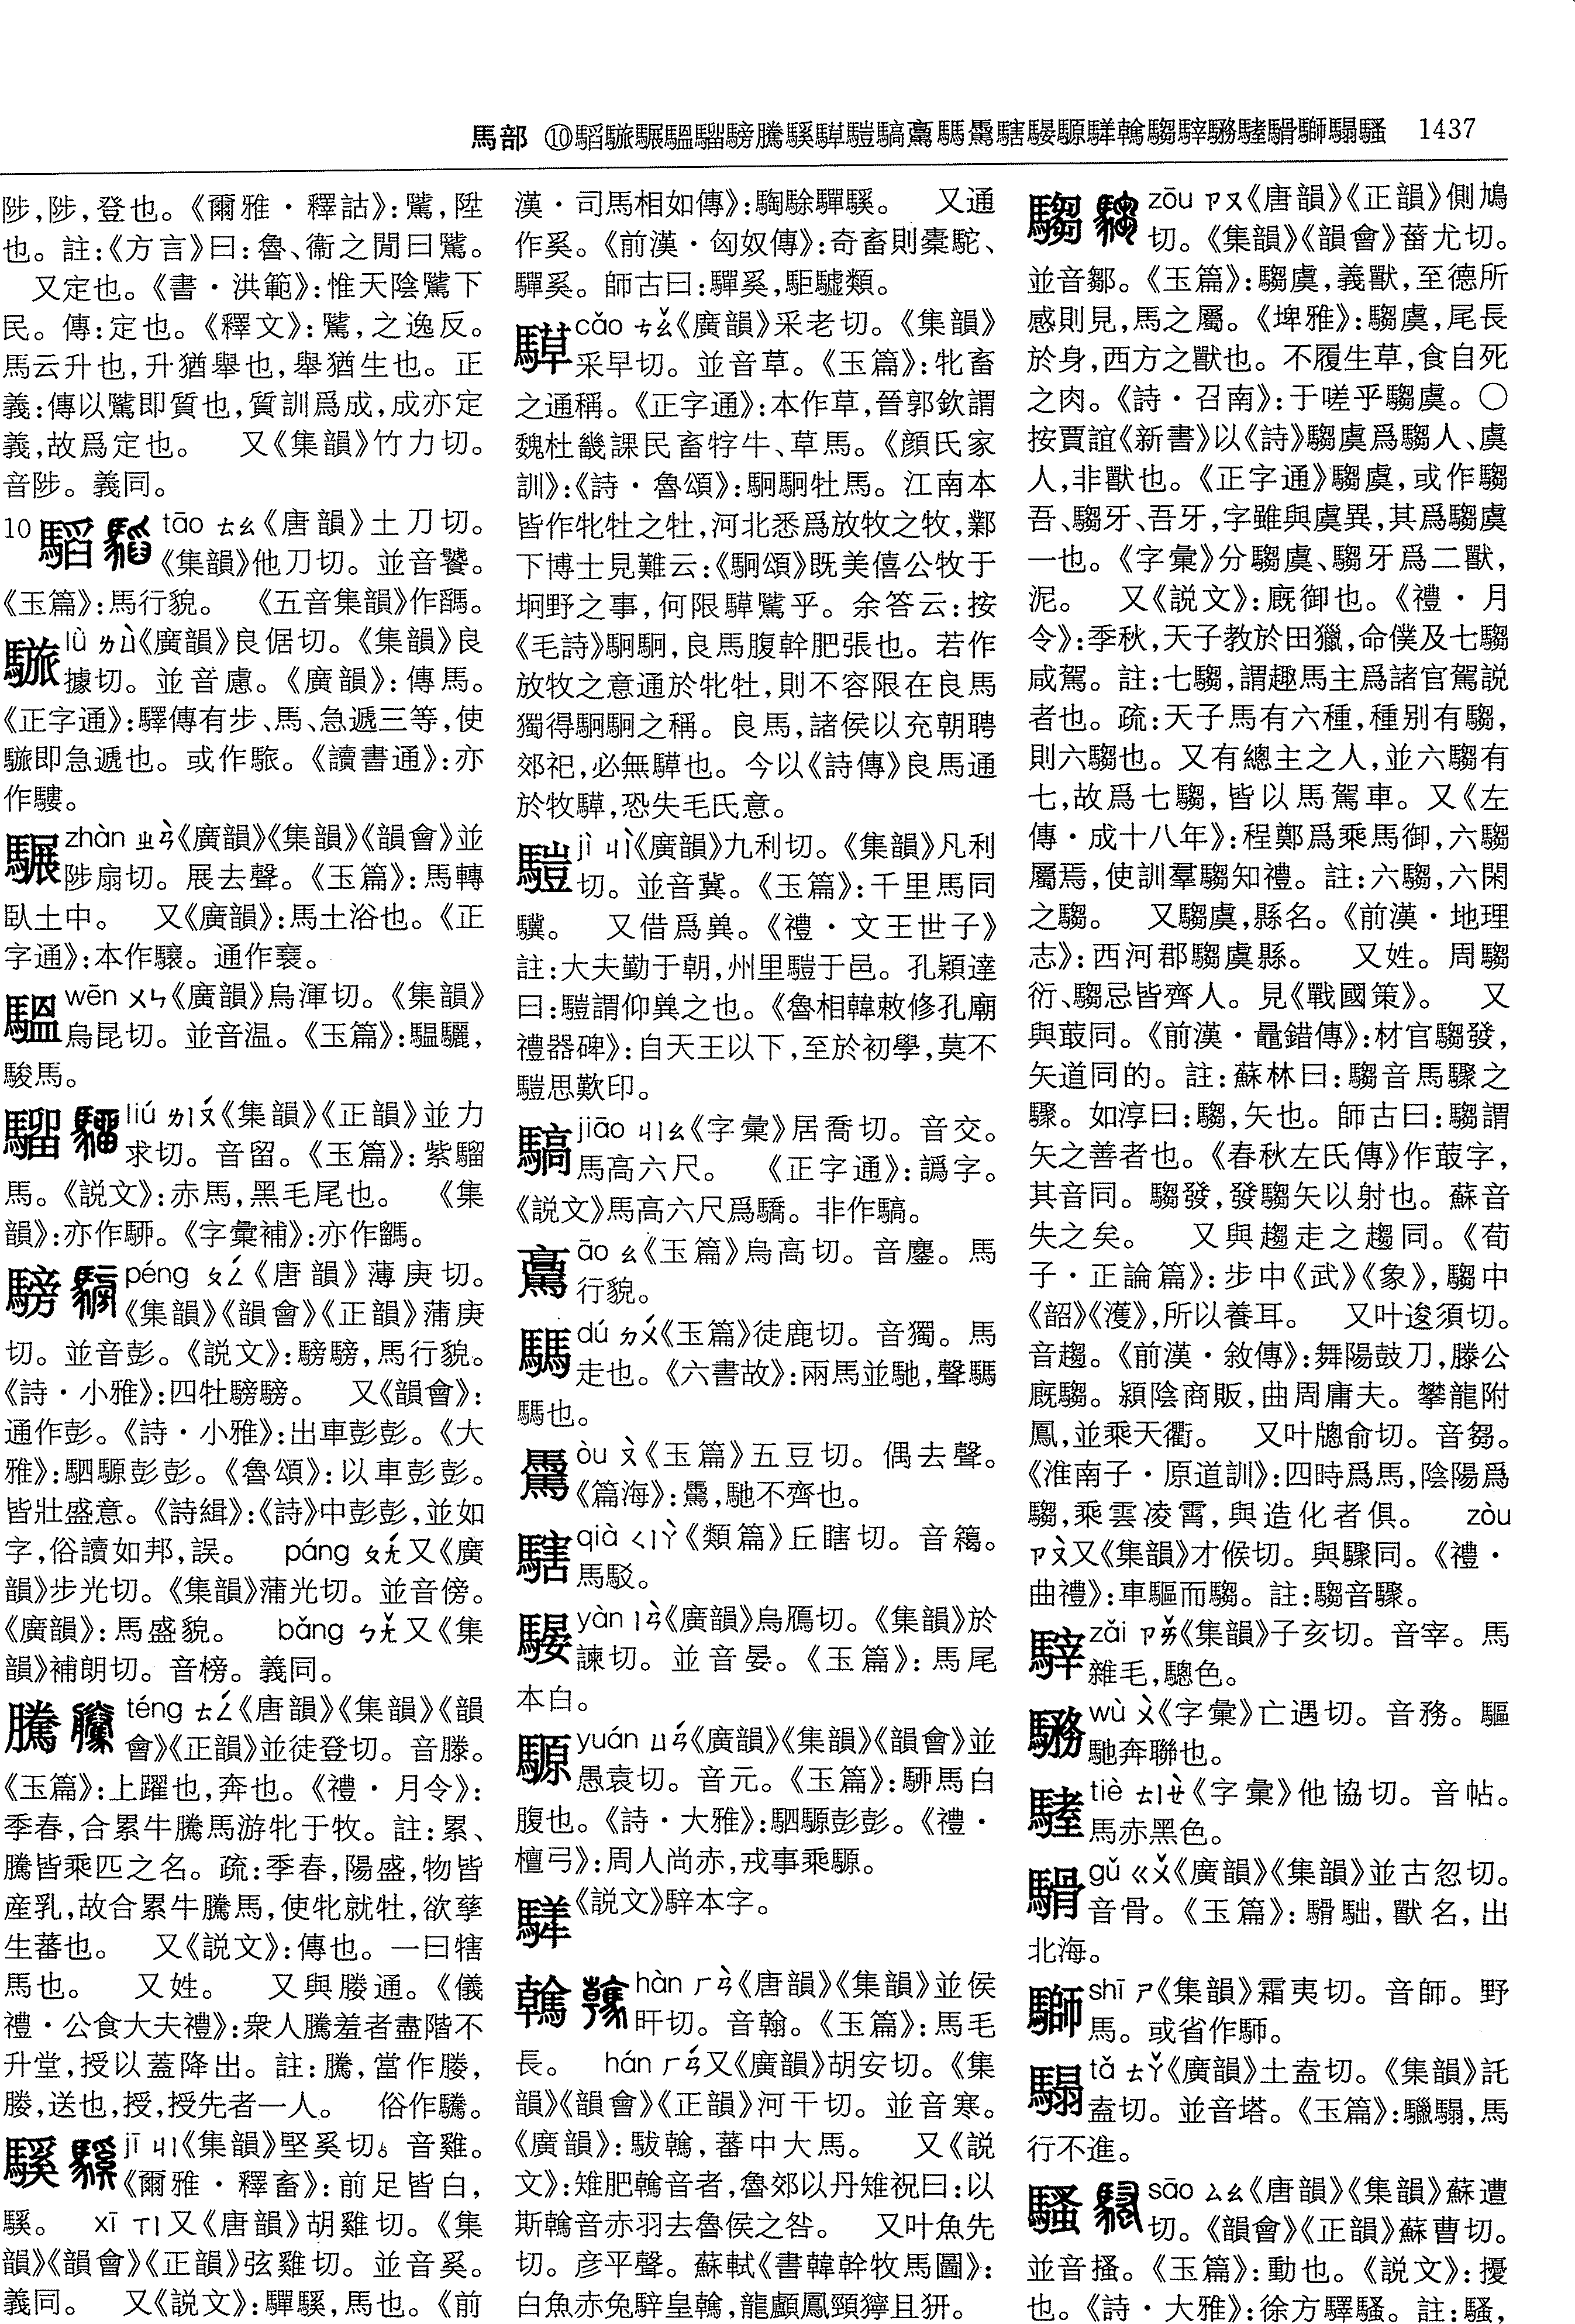 馬部 ⑩騊䮫䮒䮤騮騣騰騱騲䭿騙驫䮷騳䮻䮗騴騵騂騲騶騂騖䮕騢騩騷 1437
陟,陟,登也。《爾雅·釋詁》:騭,陞
也。註:《方言》曰:魯、衞之閒曰騭。
又定也。《書·洪範》:惟天陰騭下
民。傳:定也。《釋文》:騭,之逸反。
馬云升也,升猶舉也,舉猶生也。正
義:傳以騭即質也,質訓爲成,成亦定
義,故爲定也。 又《集韻》竹力切。
音陟。義同。
10 tāo ㄊㄠ《唐韻》土刀切。
《集韻》他刀切。並音饕。
《玉篇》:馬行貌。 《五音集韻》作
lǜ ㄌㄩˋ《廣韻》良倨切。《集韻》良
據切。並音慮。《廣韻》:傳馬。
《正字通》:驛傳有步、馬、急遞三等,使
即急遞也。或作。《讀書通》:亦
作䮫。
zhàn ㄓㄢˋ《廣韻》《集韻》《韻會》並
陟扇切。展去聲。《玉篇》:馬轉
臥土中。 又《廣韻》:馬土浴也。《正
字通》:本作驏。通作襄。
wēn ㄨㄣ《廣韻》烏渾切。《集韻》
烏昆切。並音温。《玉篇》:驪,
駿馬。
騮 liú ㄌㄧㄡˊ《集韻》《正韻》並力
求切。音留。《玉篇》:紫騮
馬。《説文》:赤馬,黑毛尾也。 《集
韻》:亦作駵。《字彙補》:亦作
騯 péng ㄆㄥˊ《唐韻》薄庚切。
《集韻》《韻會》《正韻》蒲庚
切。並音彭。《説文》:騯騯,馬行貌。
《詩·小雅》:四牡騯騯。 又《韻會》:
通作彭。《詩·小雅》:出車彭彭。《大
雅》:駟騵彭彭。《魯頌》:以車彭彭。
皆壯盛意。《詩緝》:《詩》中彭彭,並如
字,俗讀如邦,誤。 páng ㄆㄤˊ又《廣
韻》步光切。《集韻》蒲光切。並音傍。
《廣韻》:馬盛貌。 bǎng ㄅㄤˇ又《集
韻》補朗切。音榜。義同。
騰 téng ㄊㄥˊ《唐韻》《集韻》《韻
會》《正韻》並徒登切。音滕。
《玉篇》:上躍也,奔也。《禮·月令》:
季春,合累牛騰馬游牝于牧。註:累、
騰皆乘匹之名。疏:季春,陽盛,物皆
産乳,故合累牛騰馬,使牝就牡,欲孳
生蕃也。 又《説文》:傳也。一曰犗
馬也。 又姓。 又與媵通。《儀
禮·公食大夫禮》:衆人騰羞者盡階不
升堂,授以蓋降出。註:騰,當作媵,
媵,送也,授,授先者一人。 俗作驣。
騱 jī ㄐㄧ《集韻》堅奚切。音雞。
《爾雅·釋畜》:前足皆白,
騱。 xī ㄒㄧ又《唐韻》胡雞切。《集
韻》《韻會》《正韻》弦雞切。並音奚。
義同。 又《説文》:驒騱,馬也。《前
漢·司馬相如傳》:騊駼驒騱。 又通
作奚。《前漢·匈奴傳》:奇畜則橐駝、
驒奚。師古曰:驒奚,駏驉類。
騲 cǎo ㄘㄠˇ《廣韻》采老切。《集韻》
采早切。並音草。《玉篇》:牝畜
之通稱。《正字通》:本作草,晉郭欽謂
魏杜畿課民畜牸牛、草馬。《顔氏家
訓》:《詩·魯頌》:駉駉牡馬。江南本
皆作牝牡之牡,河北悉爲放牧之牧,鄴
下博士見難云:《駉頌》既美僖公牧于
坰野之事,何限騲騭乎。余答云:按
《毛詩》駉駉,良馬腹幹肥張也。若作
放牧之意通於牝牡,則不容限在良馬
獨得駉駉之稱。良馬,諸侯以充朝聘
郊祀,必無騲也。今以《詩傳》良馬通
於牧騲,恐失毛氏意。
jì ㄐㄧˋ《廣韻》九利切。《集韻》凡利
切。並音冀。《玉篇》:千里馬同
驥。 又借爲兾。《禮·文王世子》
註:大夫勤于朝,州里騹于邑。孔穎達
曰:騹謂仰兾之也。《魯相韓敕修孔廟
禮器碑》:自天王以下,至於初學,莫不
騹思歎卬。
jiāo ㄐㄧㄠ《字彙》居喬切。音交。
馬高六尺。 《正字通》:譌字。
《説文》馬高六尺爲驕。非作
āo ㄠ《玉篇》烏高切。音鏖。馬
行貌。
騳 dú ㄉㄨˊ《玉篇》徒鹿切。音獨。馬
走也。《六書故》:兩馬並馳,聲騳
騳也。
òu ㄡˋ《玉篇》五豆切。偶去聲。
《篇海》:,馳不齊也。
qià ㄑㄧㄚˋ《類篇》丘瞎切。音
馬駁。
騴 yàn ㄧㄢˋ《廣韻》烏鴈切。《集韻》於
諫切。並音晏。《玉篇》:馬尾
本白。
騵 yuán ㄩㄢˊ《廣韻》《集韻》《韻會》並
愚袁切。音元。《玉篇》:駵馬白
腹也。《詩·大雅》:駟騵彭彭。《禮·
檀弓》:周人尚赤,戎事乘騵。
《説文》騂本字。
hàn ㄏㄢˋ《唐韻》《集韻》並侯
旰切。音翰。《玉篇》:馬毛
長。 hán ㄏㄢˊ又《廣韻》胡安切。《集
韻》《韻會》《正韻》河干切。並音寒。
《廣韻》:駊䮧,蕃中大馬。 又《説
文》:雉肥䮧音者,魯郊以丹雉祝曰:以
斯䮧音赤羽去魯侯之咎。 又叶魚先
切。彦平聲。蘇軾《書韓幹牧馬圖》:
白魚赤兔騂皇䮧,龍顱鳳頸獰且妍。
騶 zōu ㄗㄡ《唐韻》《正韻》側鳩
切。《集韻》《韻會》菑尤切。
並音鄒。《玉篇》:騶虞,義獸,至德所
感則見,馬之屬。《埤雅》:騶虞,尾長
於身,西方之獸也。不履生草,食自死
之肉。《詩·召南》:于嗟乎騶虞。〇
按賈誼《新書》以《詩》騶虞爲騶人、虞
人,非獸也。《正字通》騶虞,或作騶
吾、騶牙、吾牙,字雖與虞異,其爲騶虞
一也。《字彙》分騶虞、騶牙爲二獸,
泥。 又《説文》:廐御也。《禮·月
令》:季秋,天子教於田獵,命僕及七騶
咸駕。註:七騶,謂趣馬主爲諸官駕説
者也。疏:天子馬有六種,種别有騶,
則六騶也。又有總主之人,並六騶有
七,故爲七騶,皆以馬駕車。又《左
傳·成十八年》:程鄭爲乘馬御,六騶
屬焉,使訓羣騶知禮。註:六騶,六閑
之騶。 又騶虞,縣名。《前漢·地理
志》:西河郡騶虞縣。 又姓。周騶
衍、騶忌皆齊人。見《戰國策》。 又
與菆同。《前漢·鼂錯傳》:材官騶發,
矢道同的。註:蘇林曰:騶音馬驟之
驟。如淳曰:騶,矢也。師古曰:騶謂
矢之善者也。《春秋左氏傳》作菆字,
其音同。騶發,發騶矢以射也。蘇音
失之矣。 又與趨走之趨同。《荀
子·正論篇》:步中《武》《象》,騶中
《韶》《濩》,所以養耳。 又叶逡須切。
音趨。《前漢·敘傳》:舞陽鼓刀,滕公
廐騶。潁陰商販,曲周庸夫。攀龍附
鳳,並乘天衢。 又叶牕俞切。音芻。
《淮南子·原道訓》:四時爲馬,陰陽爲
騶,乘雲凌霄,與造化者俱。 zòu
ㄗㄡˋ又《集韻》才候切。與驟同。《禮·
曲禮》:車驅而騶。註:騶音驟。
zǎi ㄗㄞˇ《集韻》子亥切。音宰。馬
雜毛,驄色。
wù ㄨˋ《字彙》亡遇切。音務。驅
馳奔聯也。
tiè ㄊㄧㄝˋ《字彙》他協切。音帖。
馬赤黑色。
gǔ ㄍㄨˇ《廣韻》《集韻》並古忽切。
音骨。《玉篇》:䮩䮔,獸名,出
北海。
shī ㄕ《集韻》霜夷切。音師。野
馬。或省作
tǎ ㄊㄚˇ《廣韻》土盍切。《集韻》託
盍切。並音塔。《玉篇》:,馬
行不進。
騷 sāo ㄙㄠ《唐韻》《集韻》蘇遭
切。《韻會》《正韻》蘇曹切。
並音搔。《玉篇》:動也。《説文》:擾
也。《詩·大雅》:徐方驛騷。註:騷,